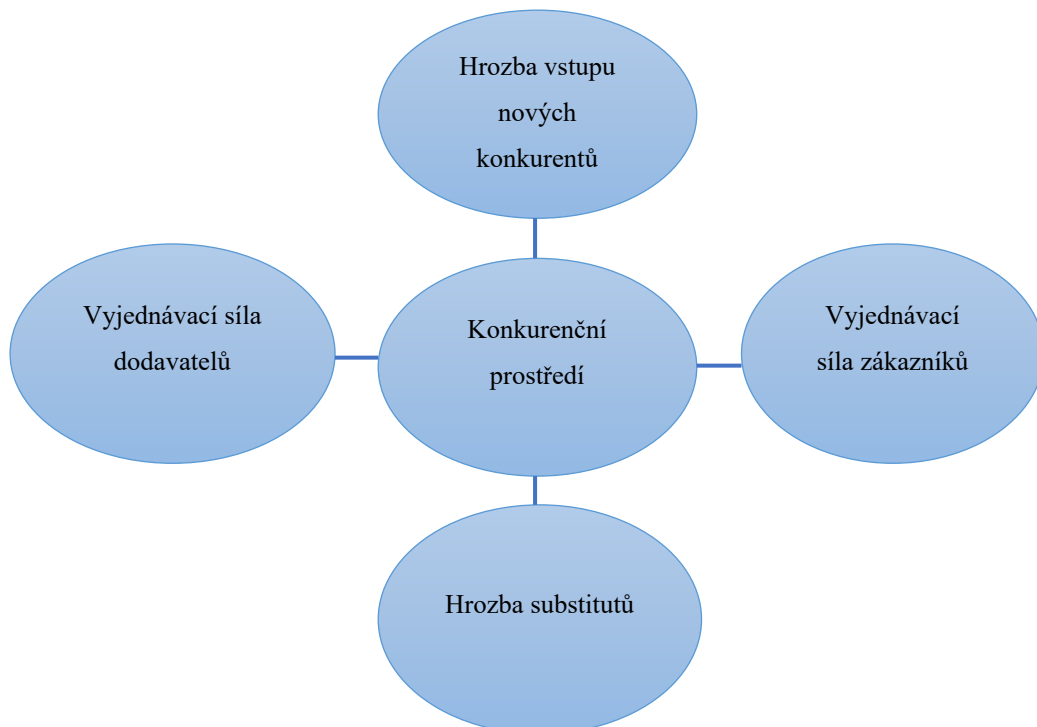 Hrozba vstupu
nových
konkurentů
Vyjednávací síla
dodavatelů
Konkurenční
prostředí
Vyjednávací
síla zákazníků
Hrozba substitutů